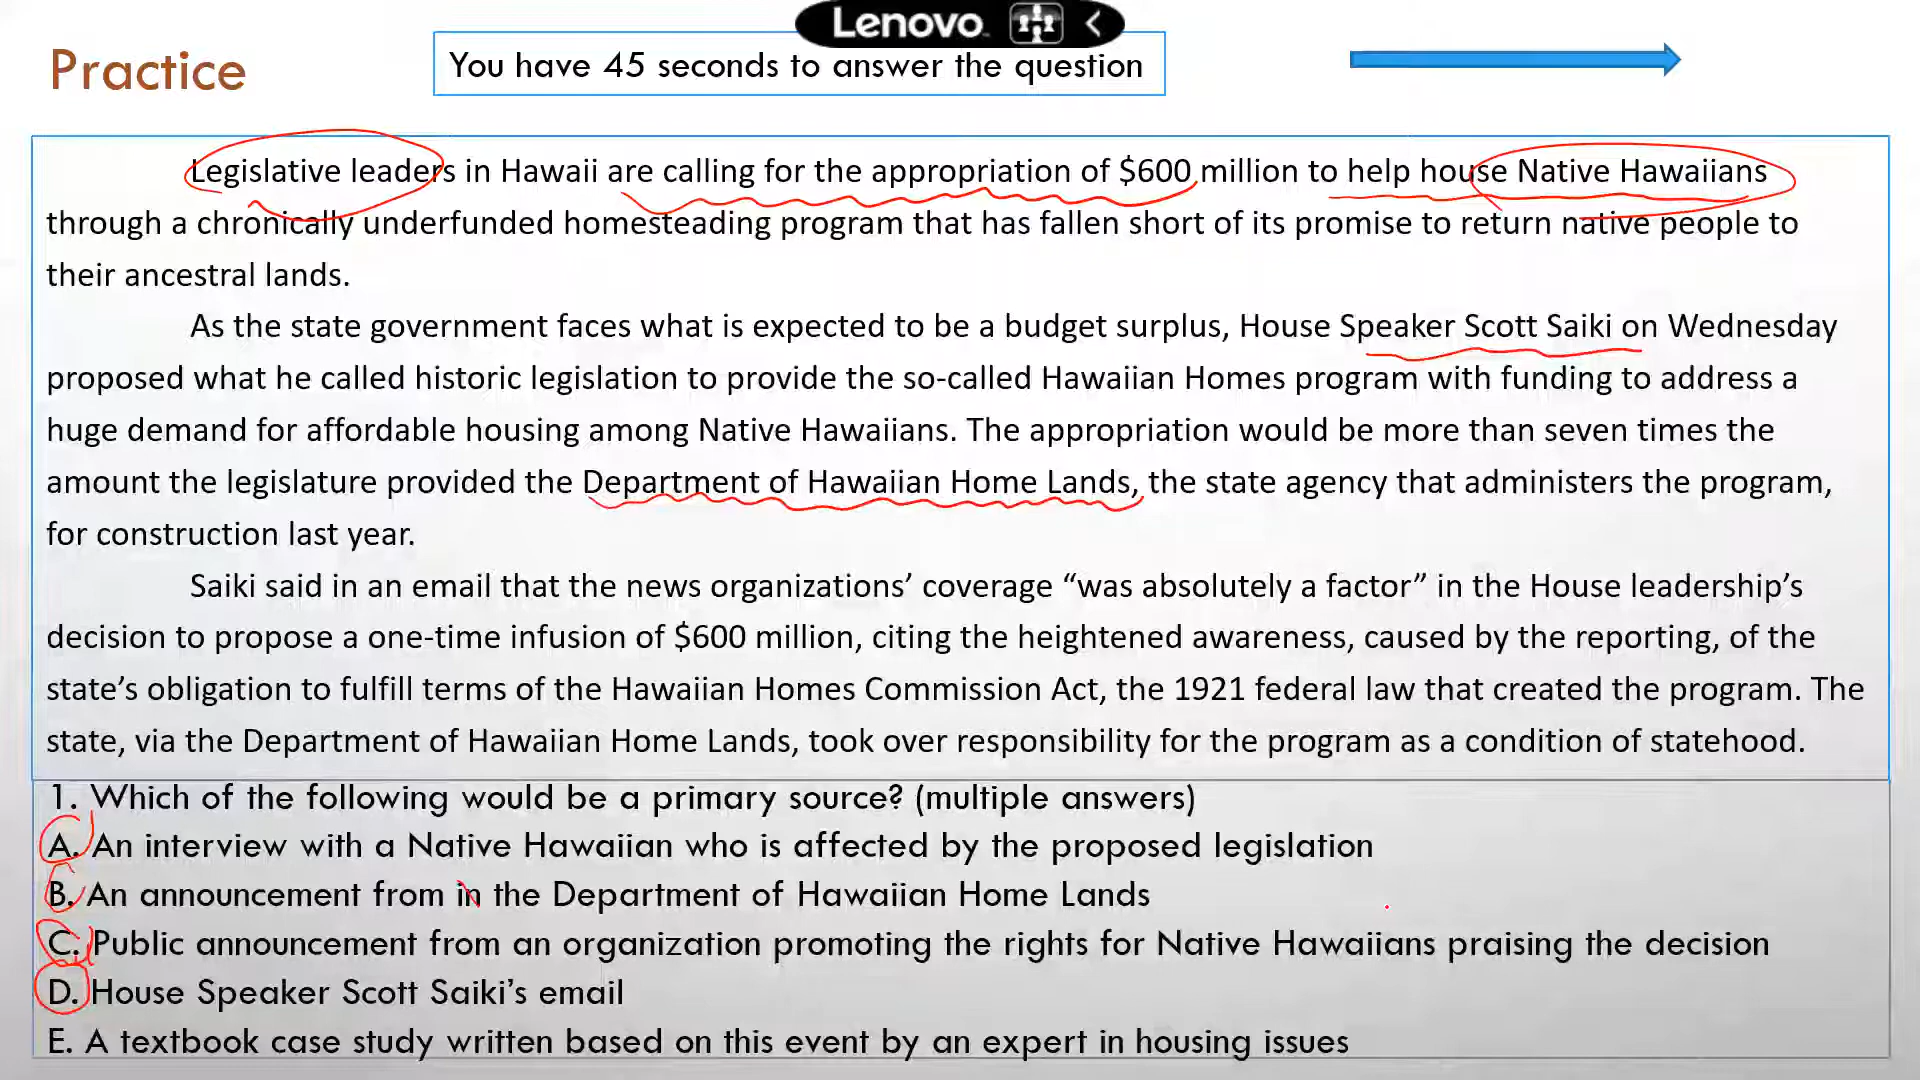 Lenovo
Practice
You have 45 seconds to answer the question
Legislative leaders in Hawaii are calling for the appropriation of $600 million to help house Native Hawaiians
through a chronically underfunded homesteading program that has fallen short of its promise to return native people to
their ancestral lands.
As the state government faces what is expected to be a budget surplus, House Speaker Scott Saiki on Wednesday
proposed what he called historic legislation to provide the so-called Hawaiian Homes program with funding to address a
huge demand for affordable housing among Native Hawaiians. The appropriation would be more than seven times the
amount the legislature provided the Department of Hawaiian Home Lands, the state agency that administers the program,
for construction last year.
Saiki said in an email that the news organizations’ coverage “was absolutely a factor” in the House leadership’s
decision to propose a one-time infusion of $600 million, citing the heightened awareness, caused by the reporting, of the
state’s obligation to fulfill terms of the Hawaiian Homes Commission Act, the 1921 federal law that created the program. The
state, via the Department of Hawaiian Home Lands, took over responsibility for the program as a condition of statehood.
1. Which of the following would be a primary source? (multiple answers)
A. An interview with a Native Hawaiian who is affected by the proposed legislation
B. An announcement from in the Department of Hawaiian Home Lands
C. Public announcement from an organization promoting the rights for Native Hawaiians praising the decision
D. House Speaker Scott Saiki’s email
E. A textbook case study written based on this event by an expert in housing issues